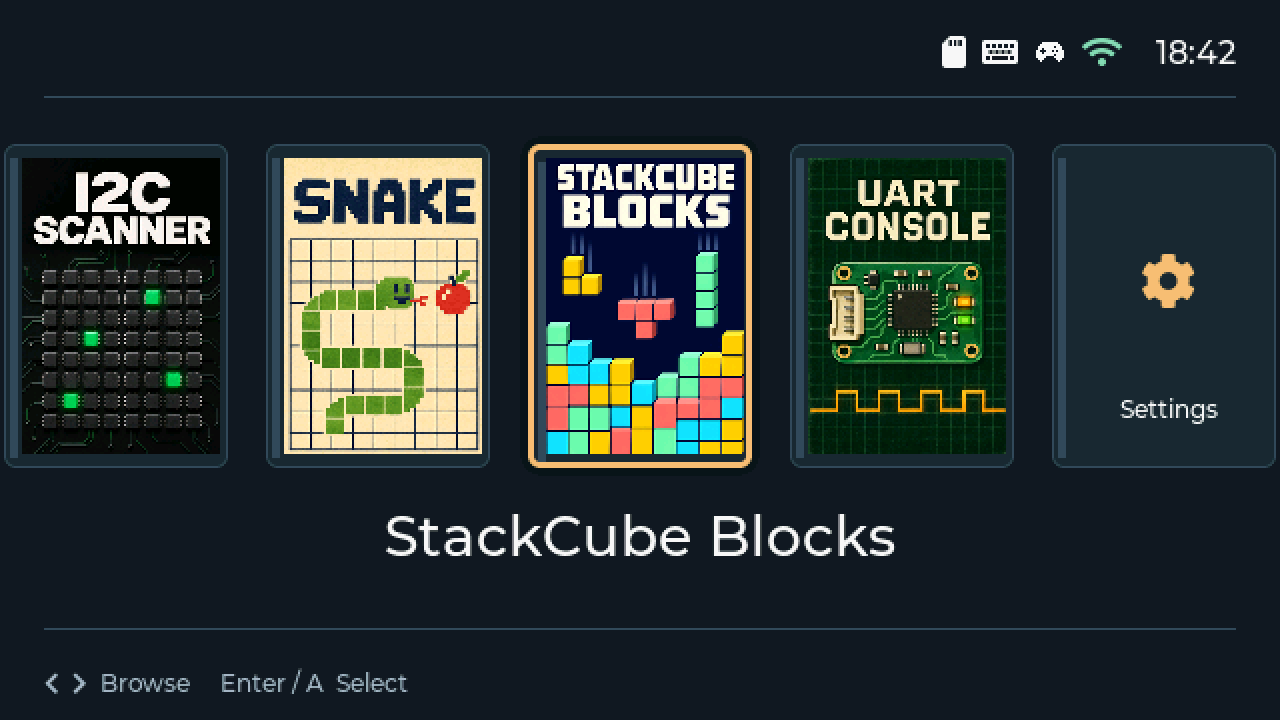 18:42
I2C
SCANNER
SNAKE
STACKCUBE
BLOCKS
UART
CONSOLE
Settings
StackCube Blocks
Browse Enter / A Select